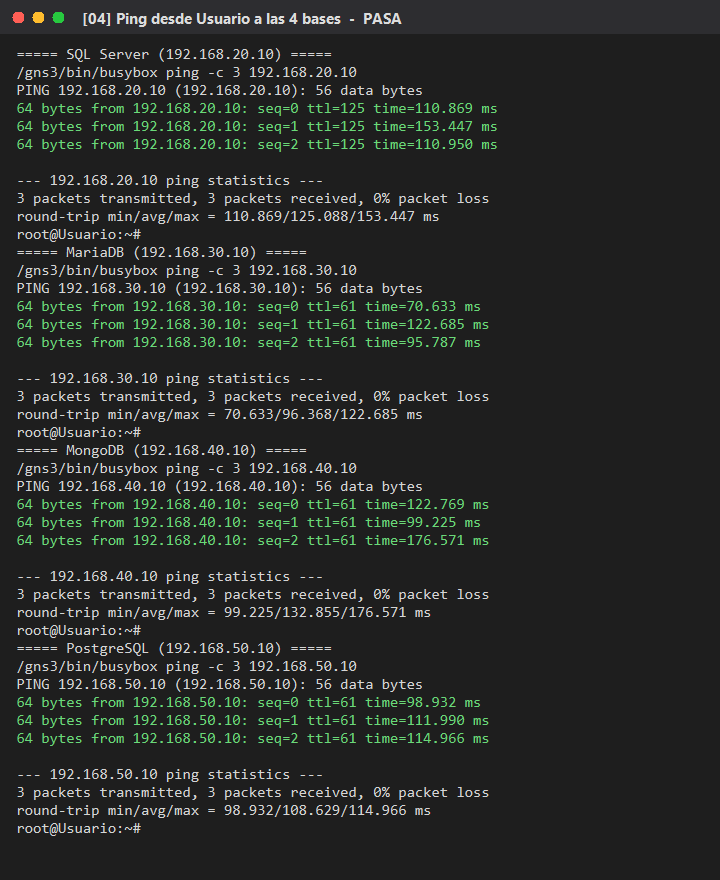 [04] Ping desde Usuario a las 4 bases - PASA
===== SQL Server (192.168.20.10) =====
/gns3/bin/busybox ping -c 3 192.168.20.10
PING 192.168.20.10 (192.168.20.10): 56 data bytes
64 bytes from 192.168.20.10: seq=0 ttl=125 time=110.869 ms
64 bytes from 192.168.20.10: seq=1 ttl=125 time=153.447 ms
64 bytes from 192.168.20.10: seq=2 ttl=125 time=110.950 ms
--- 192.168.20.10 ping statistics ---
3 packets transmitted, 3 packets received, 0% packet loss
round-trip min/avg/max = 110.869/125.088/153.447 ms
root@Usuario:~#
===== MariaDB (192.168.30.10) =====
/gns3/bin/busybox ping -c 3 192.168.30.10
PING 192.168.30.10 (192.168.30.10): 56 data bytes
64 bytes from 192.168.30.10: seq=0 ttl=61 time=70.633 ms
64 bytes from 192.168.30.10: seq=1 ttl=61 time=122.685 ms
64 bytes from 192.168.30.10: seq=2 ttl=61 time=95.787 ms
--- 192.168.30.10 ping statistics ---
3 packets transmitted, 3 packets received, 0% packet loss
round-trip min/avg/max = 70.633/96.368/122.685 ms
root@Usuario:~#
===== MongoDB (192.168.40.10) =====
/gns3/bin/busybox ping -c 3 192.168.40.10
PING 192.168.40.10 (192.168.40.10): 56 data bytes
64 bytes from 192.168.40.10: seq=0 ttl=61 time=122.769 ms
64 bytes from 192.168.40.10: seq=1 ttl=61 time=99.225 ms
64 bytes from 192.168.40.10: seq=2 ttl=61 time=176.571 ms
--- 192.168.40.10 ping statistics ---
3 packets transmitted, 3 packets received, 0% packet loss
round-trip min/avg/max = 99.225/132.855/176.571 ms
root@Usuario:~#
===== PostgreSQL (192.168.50.10) =====
/gns3/bin/busybox ping -c 3 192.168.50.10
PING 192.168.50.10 (192.168.50.10): 56 data bytes
64 bytes from 192.168.50.10: seq=0 ttl=61 time=98.932 ms
64 bytes from 192.168.50.10: seq=1 ttl=61 time=111.990 ms
64 bytes from 192.168.50.10: seq=2 ttl=61 time=114.966 ms
--- 192.168.50.10 ping statistics ---
3 packets transmitted, 3 packets received, 0% packet loss
round-trip min/avg/max = 98.932/108.629/114.966 ms
root@Usuario:~#